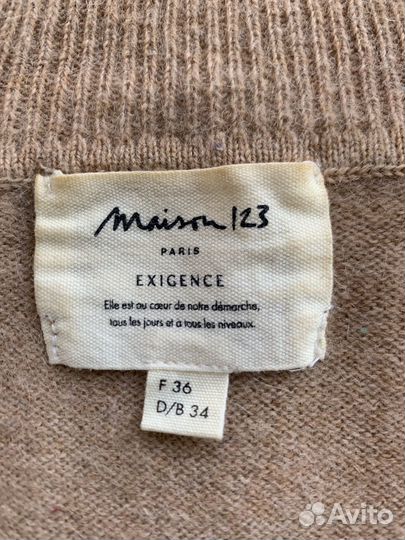 maison 123
PARIS
EXIGENCE
Elle est au cœur de notre démarche,
tous les jours et à tous les niveaux.
F 36
D/B 34
Avito